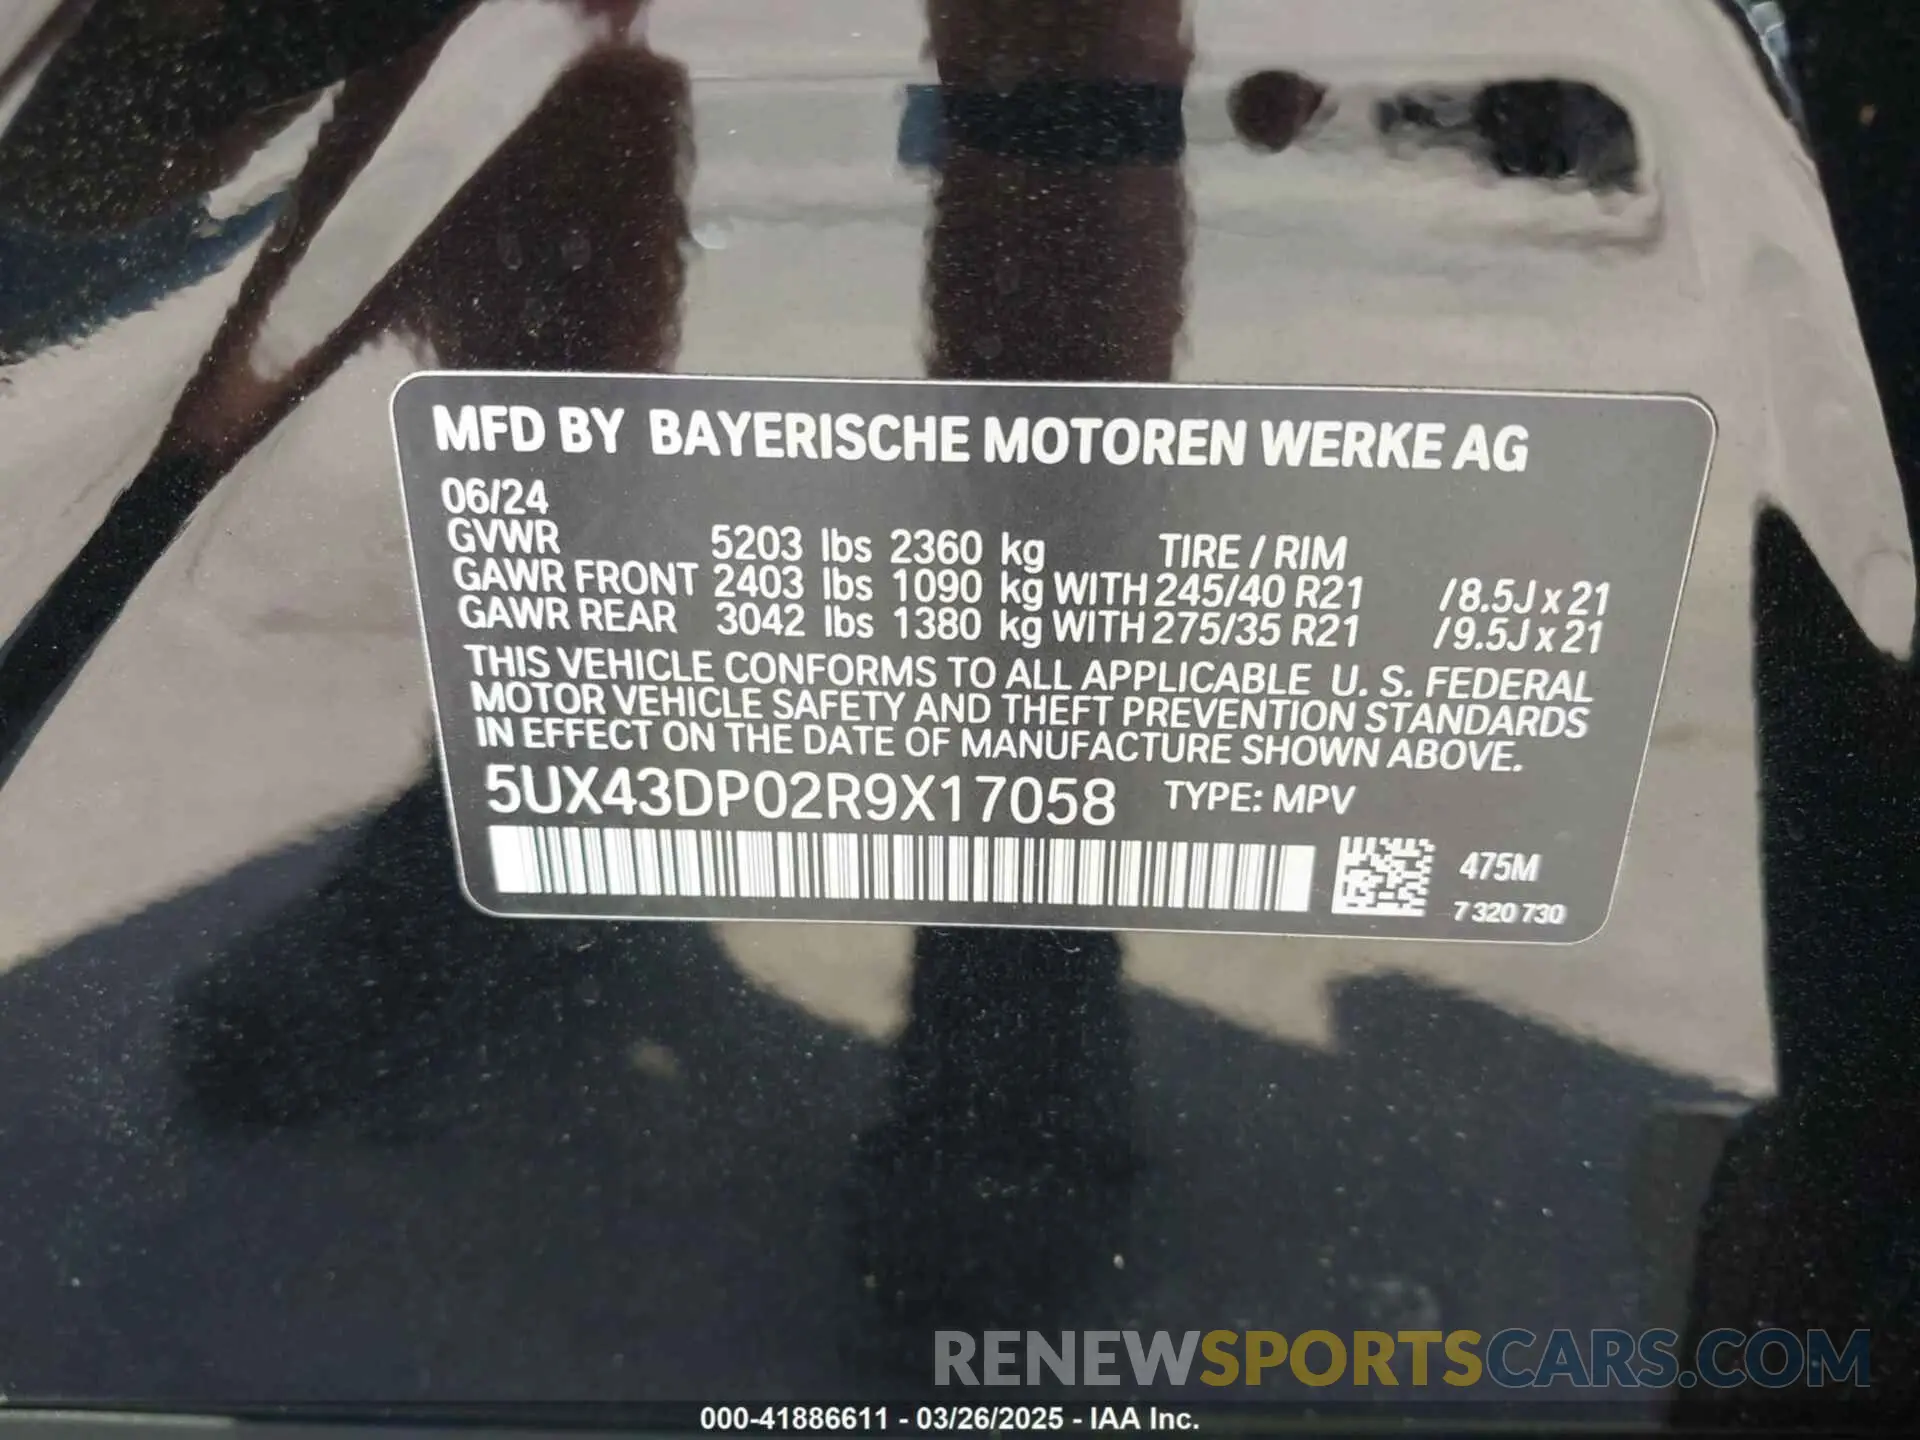 MFD BY BAYERISCHE MOTOREN WERKE AG
06/24
GVWR 5203 lbs 2360 kg TIRE / RIM
GAWR FRONT 2403 lbs 1090 kg WITH 245/40 R21 /8.5J x 21
GAWR REAR 3042 lbs 1380 kg WITH 275/35 R21 /9.5J x 21
THIS VEHICLE CONFORMS TO ALL APPLICABLE U. S. FEDERAL
MOTOR VEHICLE SAFETY AND THEFT PREVENTION STANDARDS
IN EFFECT ON THE DATE OF MANUFACTURE SHOWN ABOVE.
5UX43DP02R9X17058 TYPE: MPV
475M
7 320 730
RENEWSPORTSCARS.COM
000-41886611 - 03/26/2025 - IAA Inc.